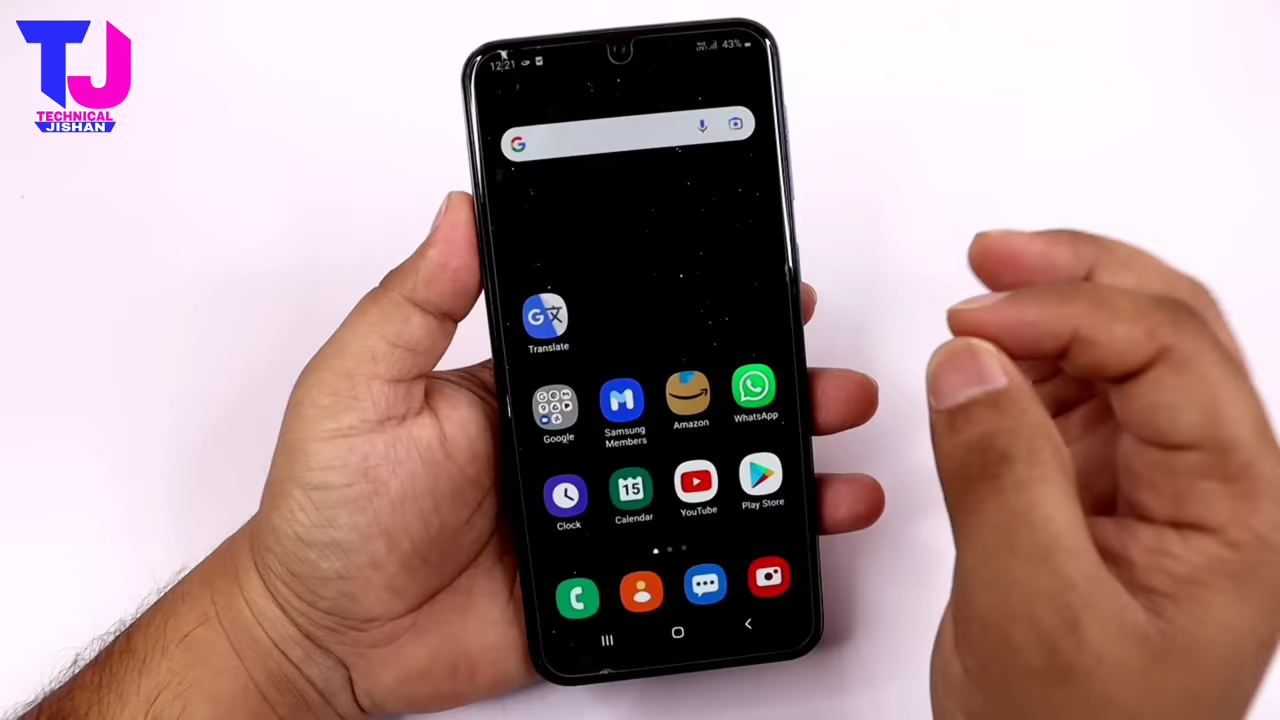 TJ
TECHNICAL
JISHAN
12:21
43%
Translate
Google
Samsung
Members
Amazon
WhatsApp
Clock
15
Calendar
YouTube
Play Store